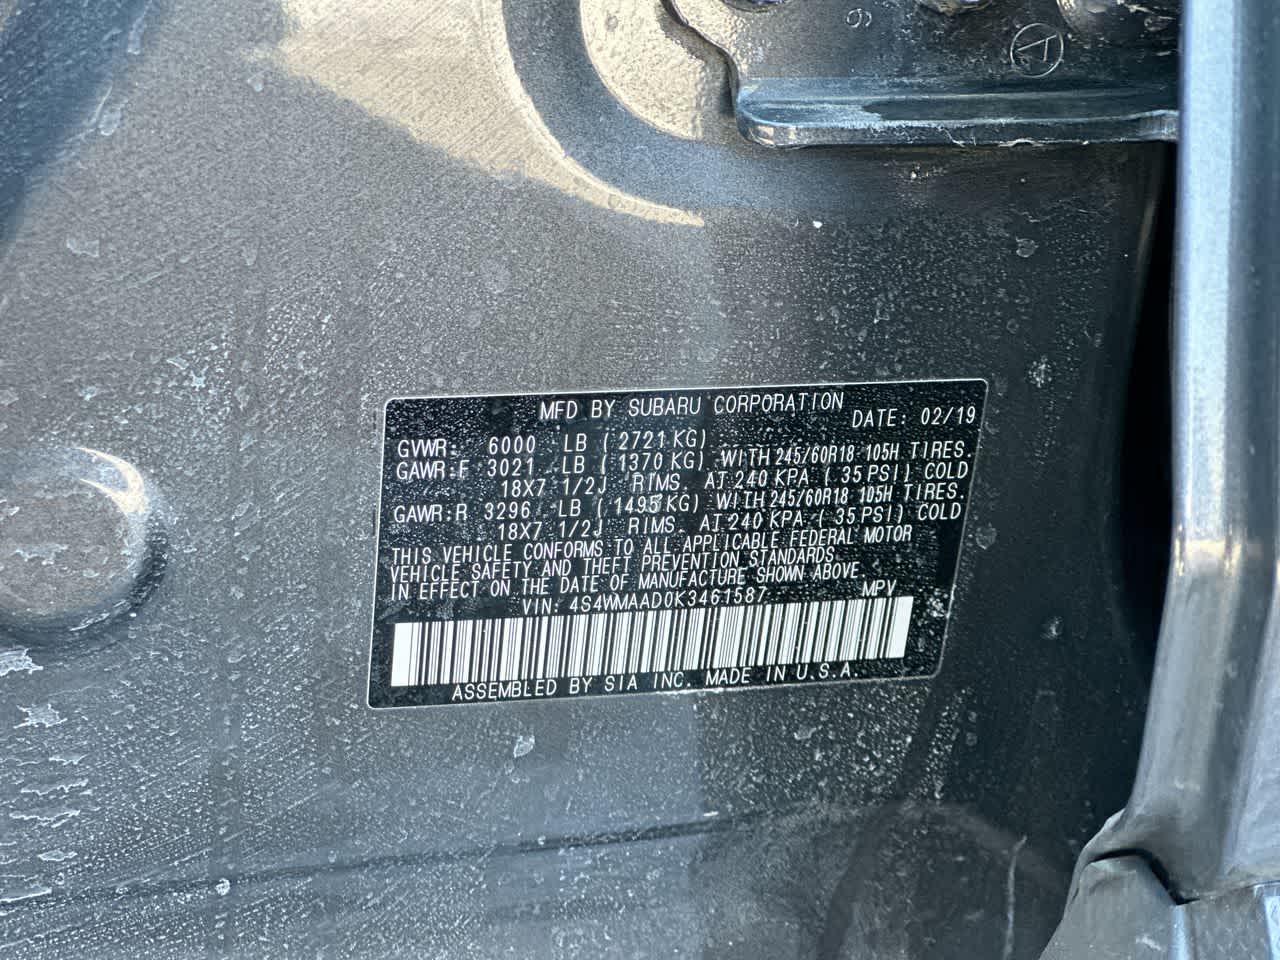 MFD BY SUBARU CORPORATION
DATE: 02/19
GVWR: 6000 LB (2721KG)
GAWR:F 3021 LB (1370 KG) WITH 245/60R18 105H TIRES.
18X7 1/2J RIMS. AT 240 KPA (35 PSI) COLD
GAWR:R 3296 LB (1495KG) WITH 245/60R18 105H TIRES.
18X7 1/2J RIMS. AT 240 KPA (35 PSI) COLD
THIS VEHICLE CONFORMS TO ALL APPLICABLE FEDERAL MOTOR
VEHICLE SAFETY AND THEFT PREVENTION STANDARDS
IN EFFECT ON THE DATE OF MANUFACTURE SHOWN ABOVE
VIN: 4S4WMAAD0K3461587 MPV
ASSEMBLED BY SIA INC. MADE IN U.S.A.